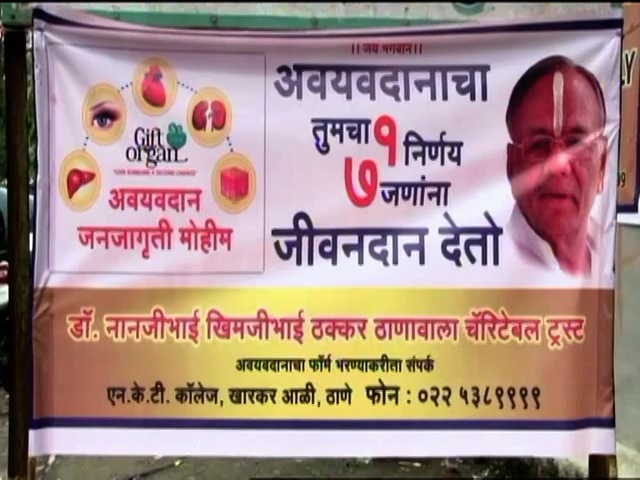 ।। जय भगवान ।।
अवयवदानाचा
तुमचा १ निर्णय
७ जणांना
जीवनदान देतो
Gift
organ
अवयवदान
जनजागृती मोहीम
डॉ. नानजीभाई खिमजीभाई ठक्कर ठाणावाला चॅरिटेबल ट्रस्ट
अवयवदानाचा फॉर्म भरण्याकरीता संपर्क
एन.के.टी. कॉलेज, खारकर आळी, ठाणे फोन : ०२२ ५३८९९९९